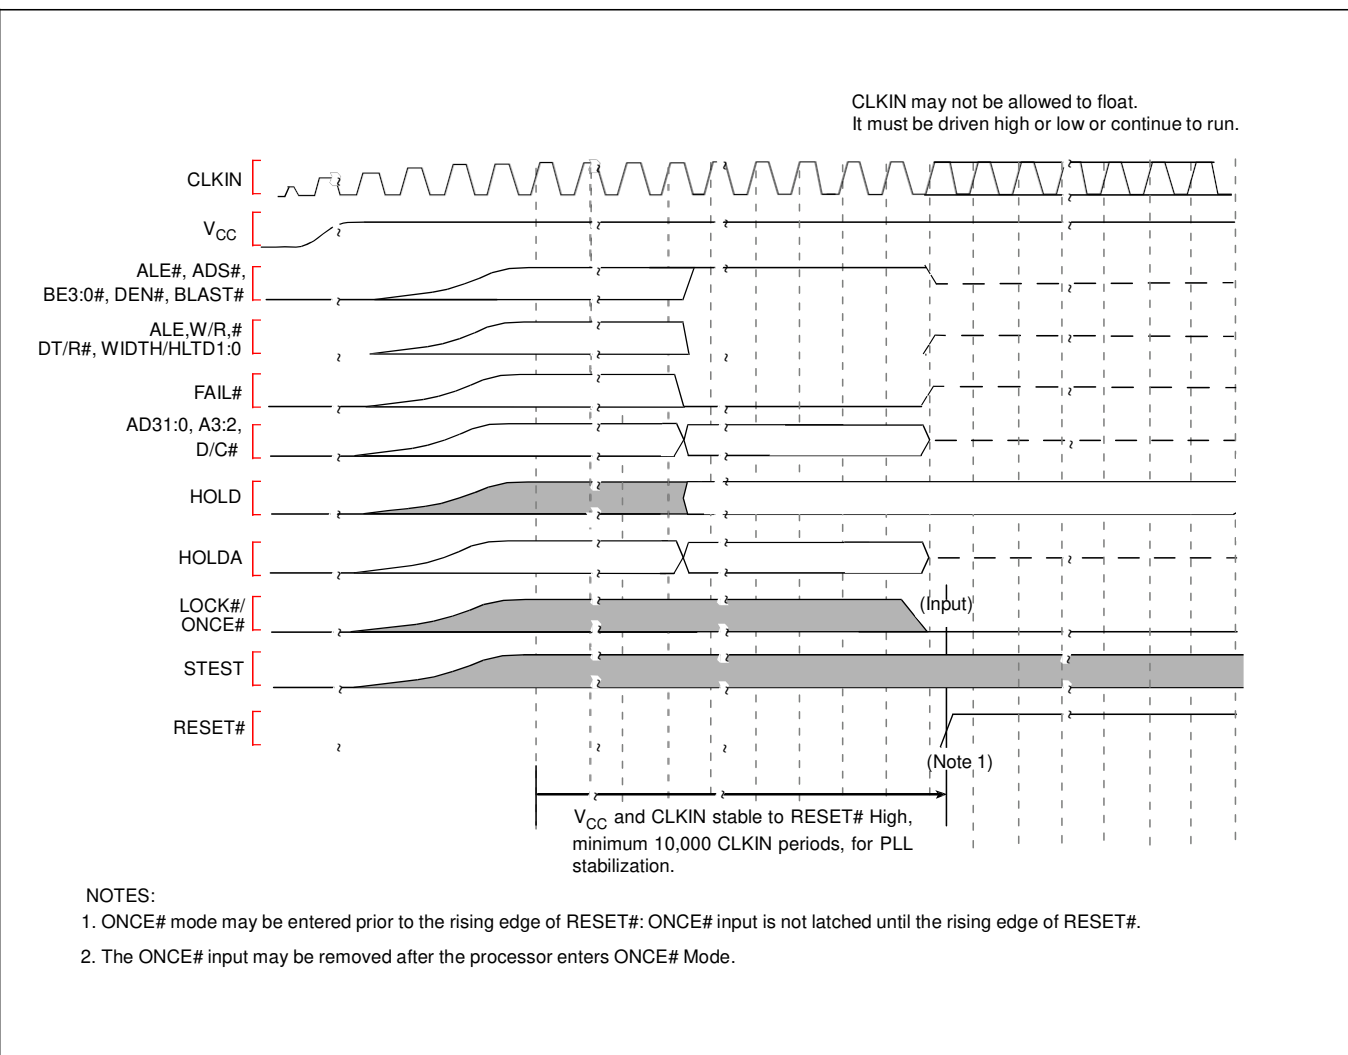 CLKIN may not be allowed to float.
It must be driven high or low or continue to run.
CLKIN
VCC
ALE#, ADS#,
BE3:0#, DEN#, BLAST#
ALE,W/R,#
DT/R#, WIDTH/HLTD1:0
FAIL#
AD31:0, A3:2,
D/C#
HOLD
HOLDA
LOCK#/
ONCE#
(Input)
STEST
RESET#
(Note 1)
VCC and CLKIN stable to RESET# High,
minimum 10,000 CLKIN periods, for PLL
stabilization.
NOTES:
1. ONCE# mode may be entered prior to the rising edge of RESET#: ONCE# input is not latched until the rising edge of RESET#.
2. The ONCE# input may be removed after the processor enters ONCE# Mode.